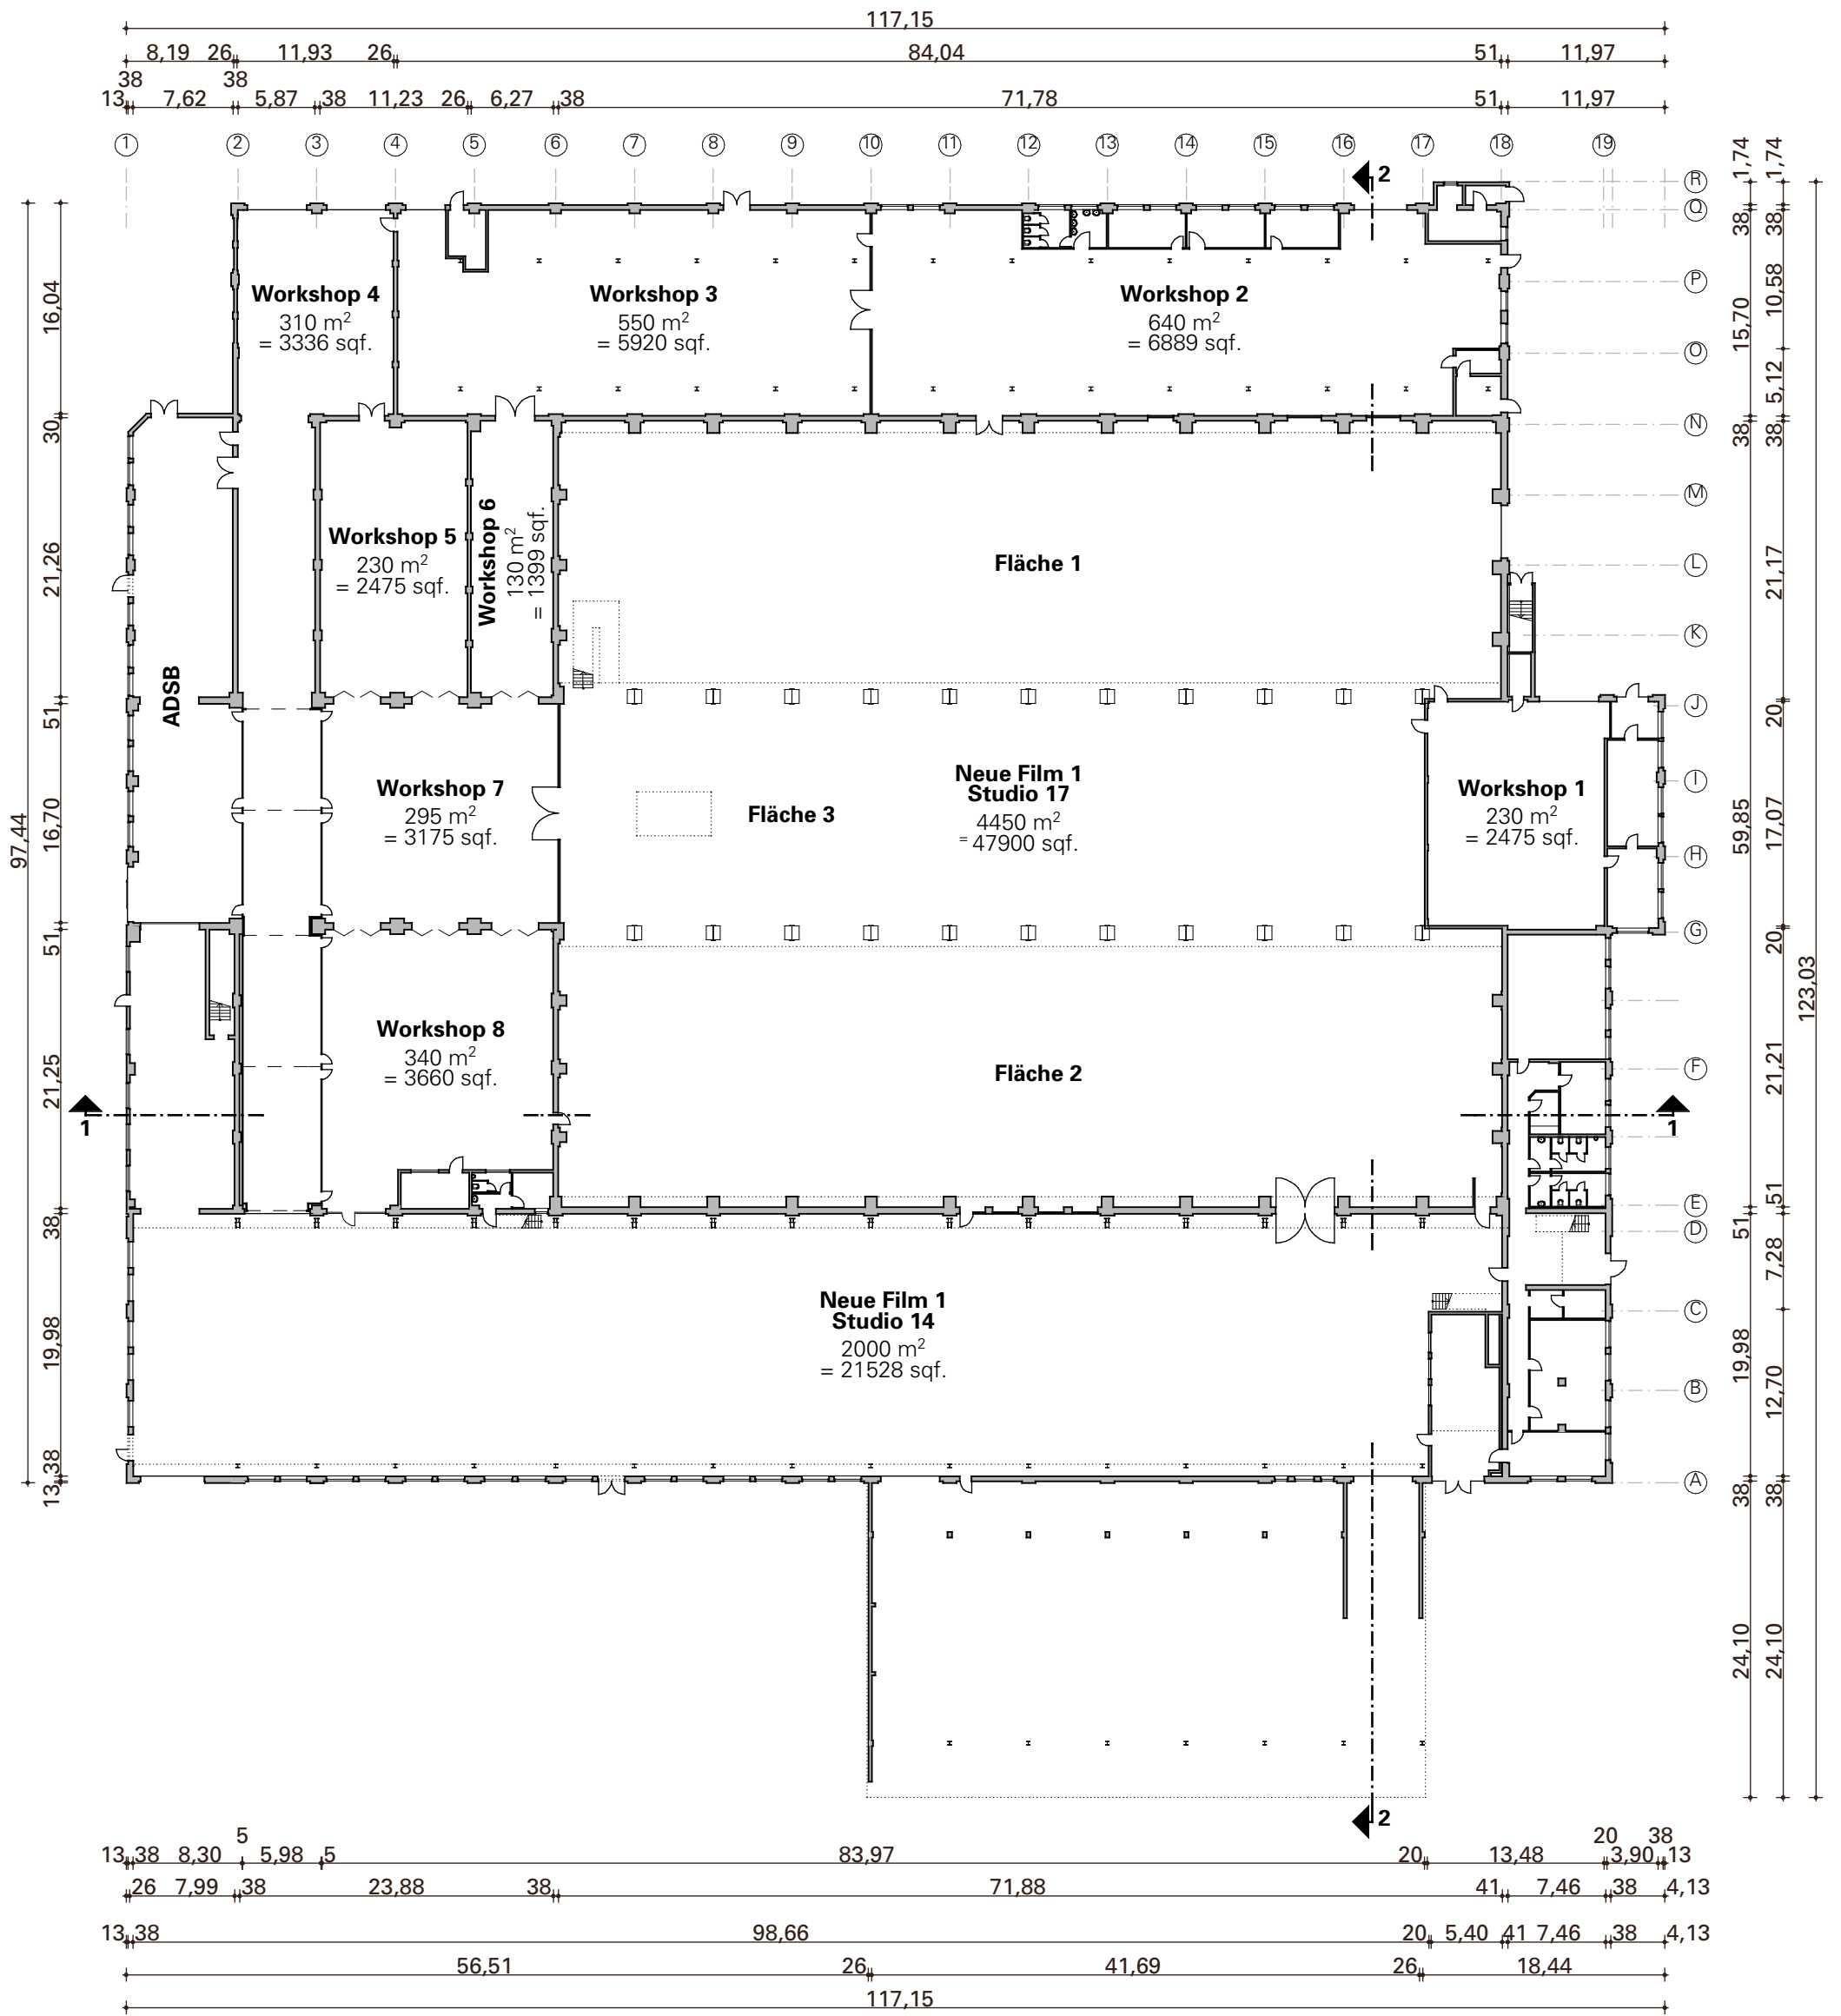 117,15
8,19 26 11,93 26 84,04 51 11,97
38 38
13 7,62 5,87 38 11,23 26 6,27 38 71,78 51 11,97
1 2 3 4 5 6 7 8 9 10 11 12 13 14 15 16 17 18 19
2
R
Q
P
O
N
M
L
K
J
I
H
G
F
E
D
C
B
A
Workshop 4
310 m²
= 3336 sqf.
Workshop 3
550 m²
= 5920 sqf.
Workshop 2
640 m²
= 6889 sqf.
Workshop 5
230 m²
= 2475 sqf.
Workshop 6
130 m²
= 1399 sqf.
Fläche 1
ADSB
Workshop 7
295 m²
= 3175 sqf.
Fläche 3
Neue Film 1
Studio 17
4450 m²
= 47900 sqf.
Workshop 1
230 m²
= 2475 sqf.
Workshop 8
340 m²
= 3660 sqf.
Fläche 2
1
1
Neue Film 1
Studio 14
2000 m²
= 21528 sqf.
2
97,44
16,04
30
21,26
51
16,70
51
21,25
38
19,98
13,38
1,74
38
15,70
38
59,85
51
19,98
38
24,10
1,74
38
10,58
5,12
38
21,17
20
17,07
20
21,21
51
7,28
12,70
38
24,10
123,03
5 20 38
13,38 8,30 5,98 5 83,97 20 13,48 3,90 13
26 7,99 38 23,88 38 71,88 41 7,46 38 4,13
13,38 98,66 20 5,40 41 7,46 38 4,13
56,51 26 41,69 26 18,44
117,15